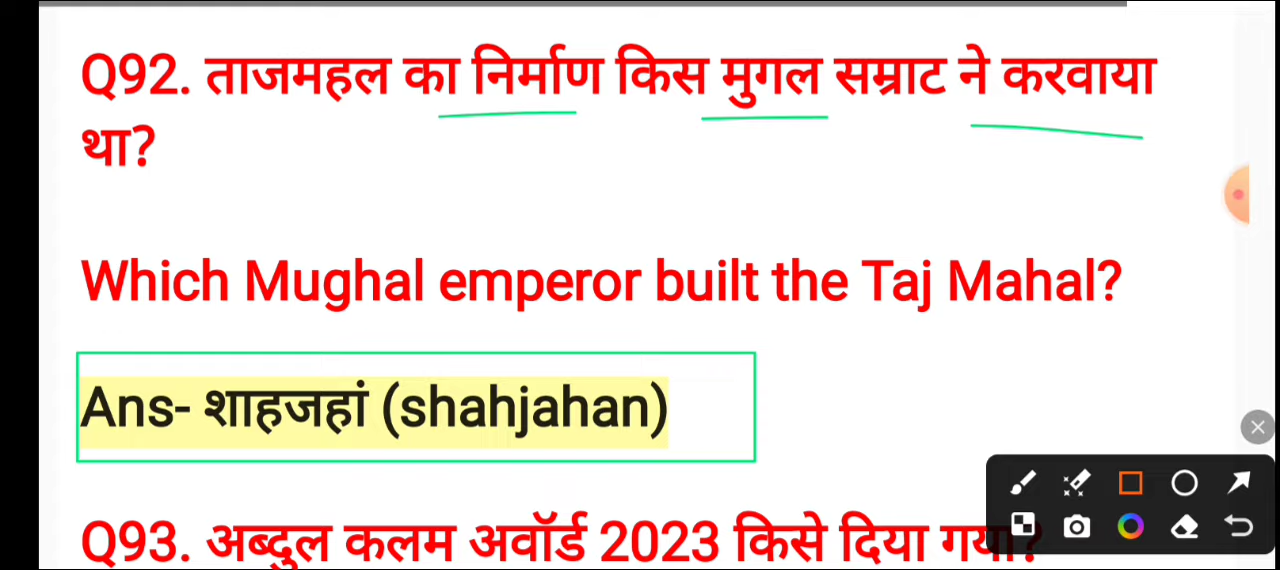 Q92. ताजमहल का निर्माण किस मुगल सम्राट ने करवाया
था?
Which Mughal emperor built the Taj Mahal?
Ans- शाहजहां (shahjahan)
Q93. अब्दुल कलम अवॉर्ड 2023 किसे दिया गया?